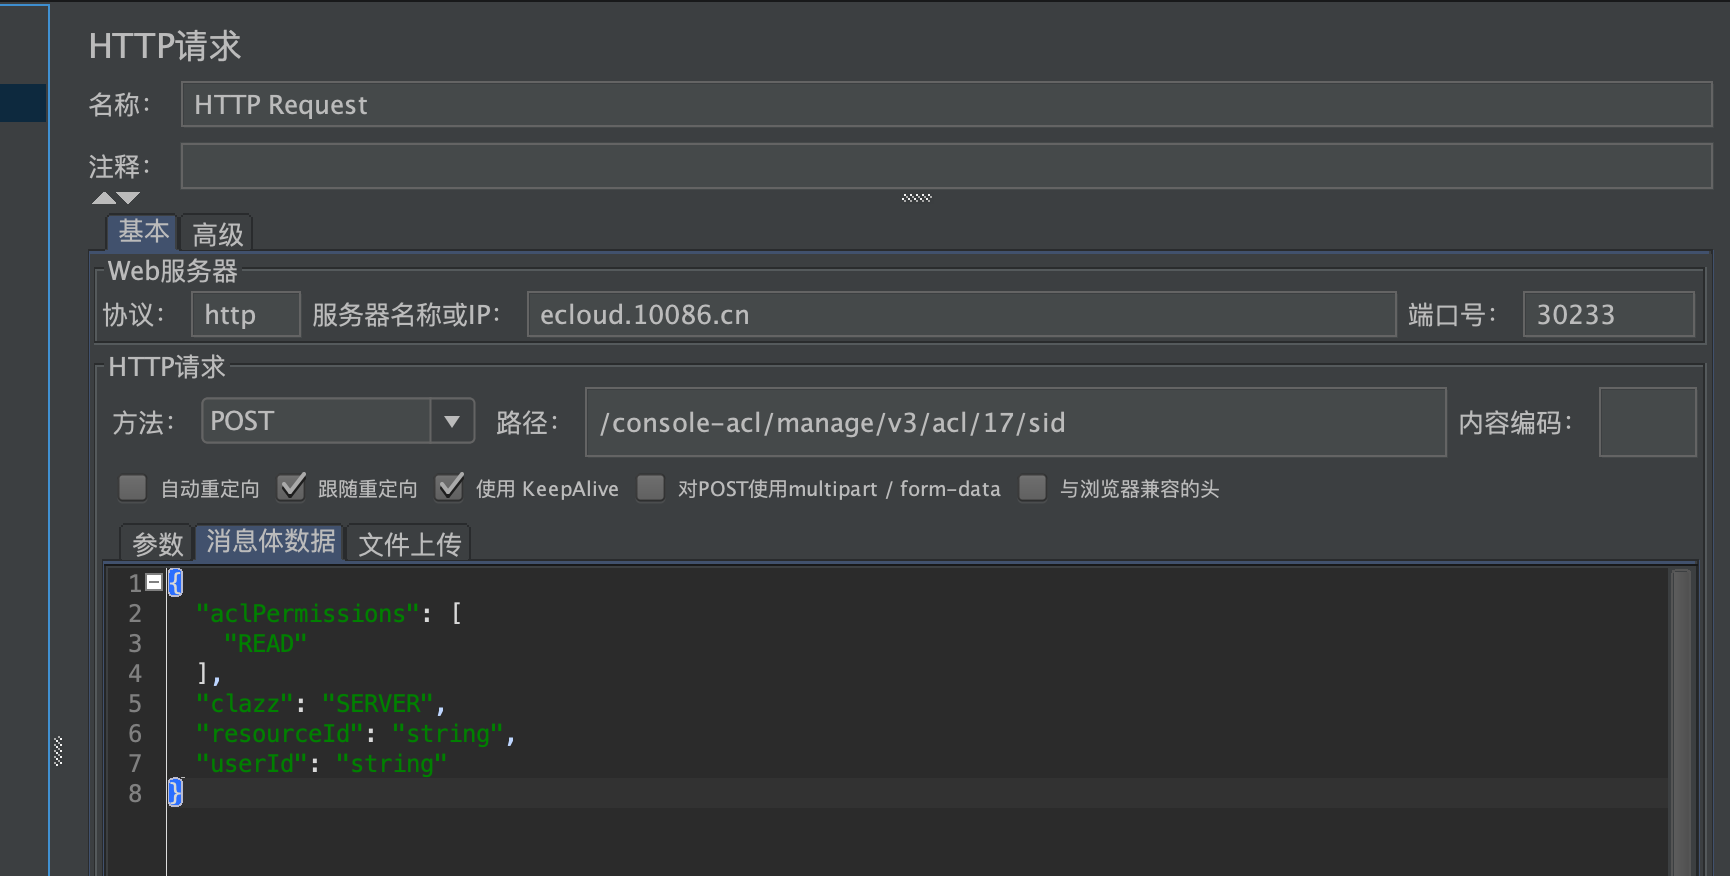 HTTP请求
名称： HTTP Request
注释：
基本 高级
Web服务器
协议： http 服务器名称或IP： ecloud.10086.cn 端口号： 30233
HTTP请求
方法： POST 路径： /console-acl/manage/v3/acl/17/sid 内容编码：
自动重定向 跟随重定向 使用 KeepAlive 对POST使用multipart / form-data 与浏览器兼容的头
参数 消息体数据 文件上传
1 {
2 "aclPermissions": [
3 "READ"
4 ],
5 "clazz": "SERVER",
6 "resourceId": "string",
7 "userId": "string"
8 }